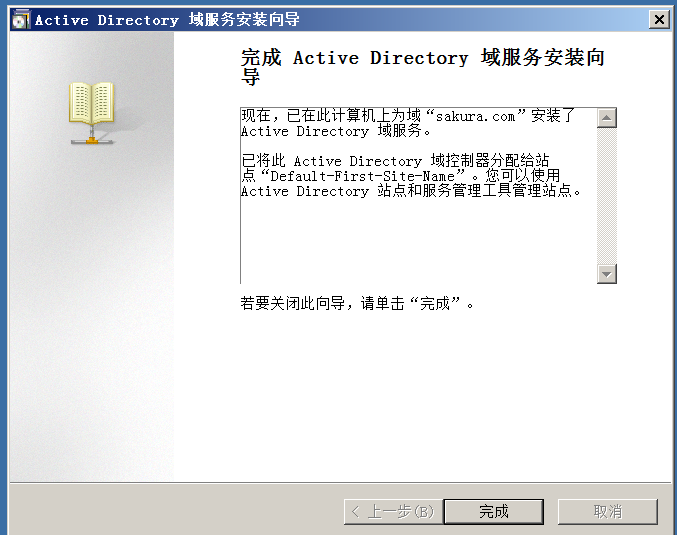 Active Directory 域服务安装向导
完成 Active Directory 域服务安装向
导
现在，已在此计算机上为域“sakura.com”安装了
Active Directory 域服务。
已将此 Active Directory 域控制器分配给站
点“Default-First-Site-Name”。您可以使用
Active Directory 站点和服务管理工具管理站点。
若要关闭此向导，请单击“完成”。
< 上一步(B)
完成
取消